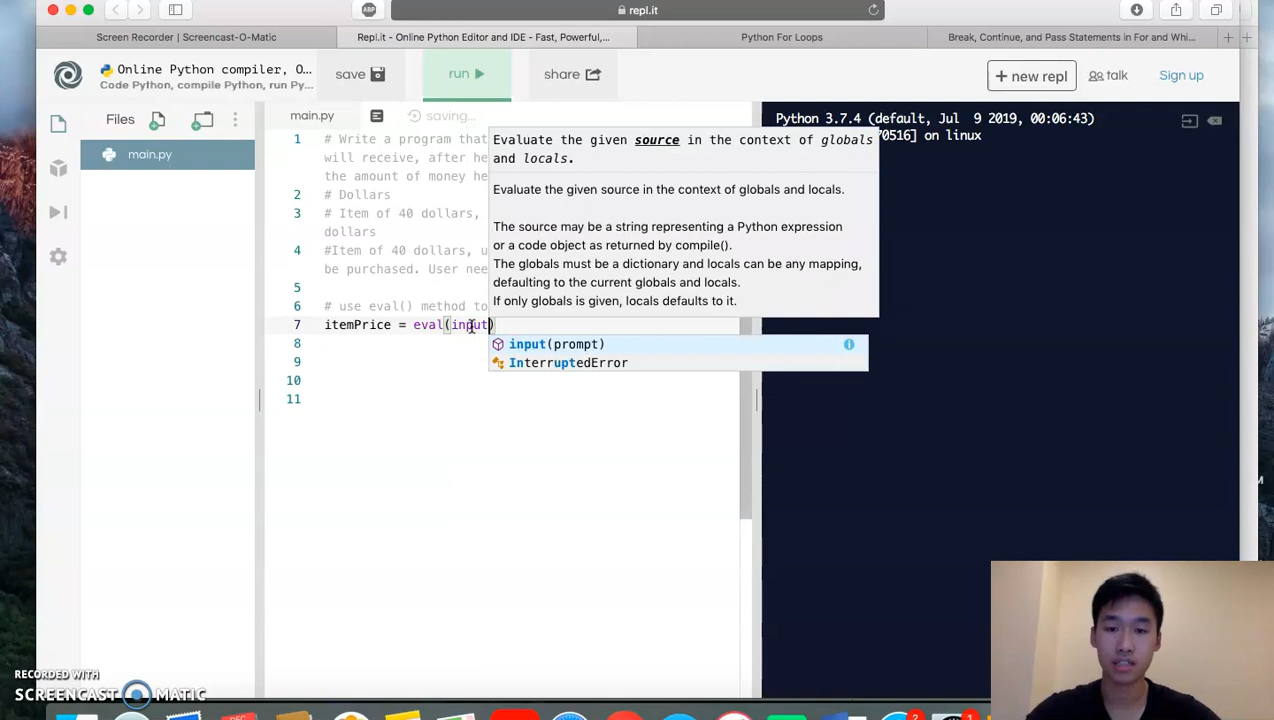 repl.it
Screen Recorder | Screencast-O-Matic
Repl.it - Online Python Editor and IDE - Fast, Powerful,...
Python For Loops
Break, Continue, and Pass Statements in For and Whi...
Online Python compiler, O...
Code Python, compile Python, run Py...
save
run
share
+ new repl
talk
Sign up
Files
main.py
main.py
saving...
1 # Write a program that
will receive, after he
the amount of money he
2 # Dollars
3 # Item of 40 dollars,
dollars
4 #Item of 40 dollars, u
be purchased. User nee
5
6 # use eval() method to
7 itemPrice = eval(input)
8
9
10
11
Evaluate the given source in the context of globals
and locals.
Evaluate the given source in the context of globals and locals.
The source may be a string representing a Python expression
or a code object as returned by compile().
The globals must be a dictionary and locals can be any mapping,
defaulting to the current globals and locals.
If only globals is given, locals defaults to it.
input(prompt)
InterruptedError
Python 3.7.4 (default, Jul 9 2019, 00:06:43)
70516] on linux
ABP
RECORDED WITH
SCREENCAST MATIC
DEC
2
1